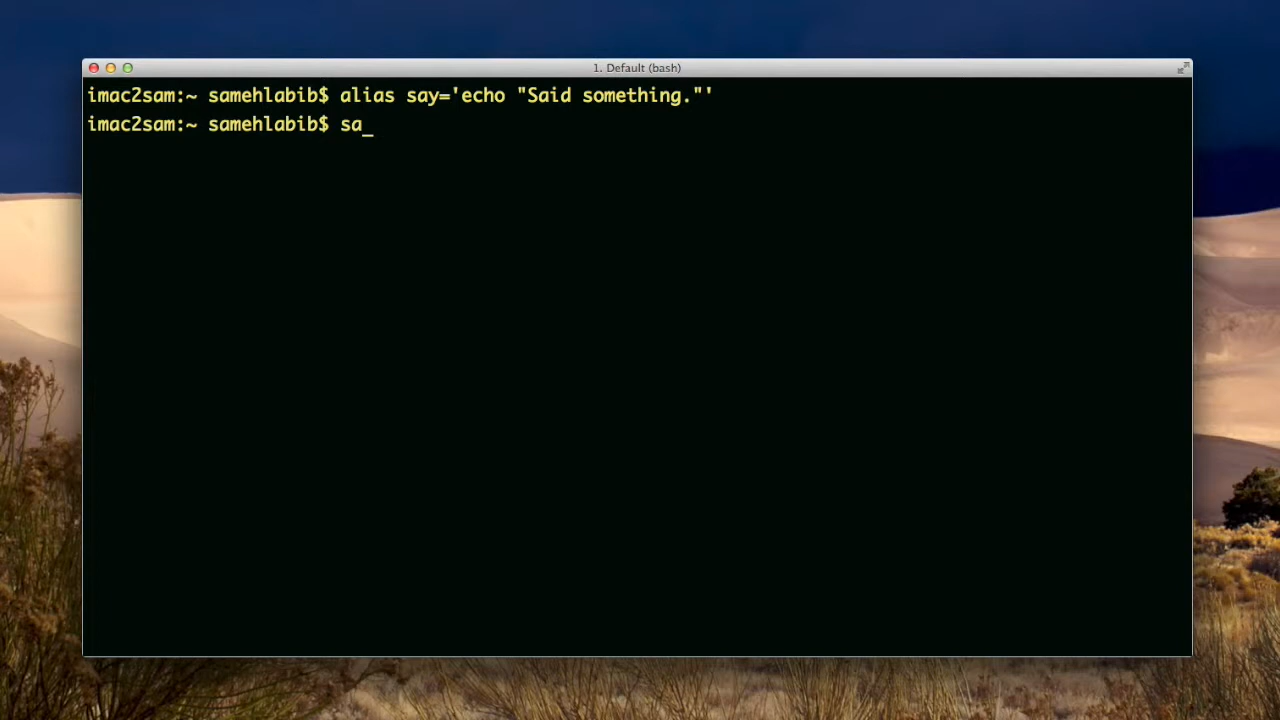 1. Default (bash)
imac2sam:~ samehlabib$ alias say='echo "Said something."'
imac2sam:~ samehlabib$ sa_